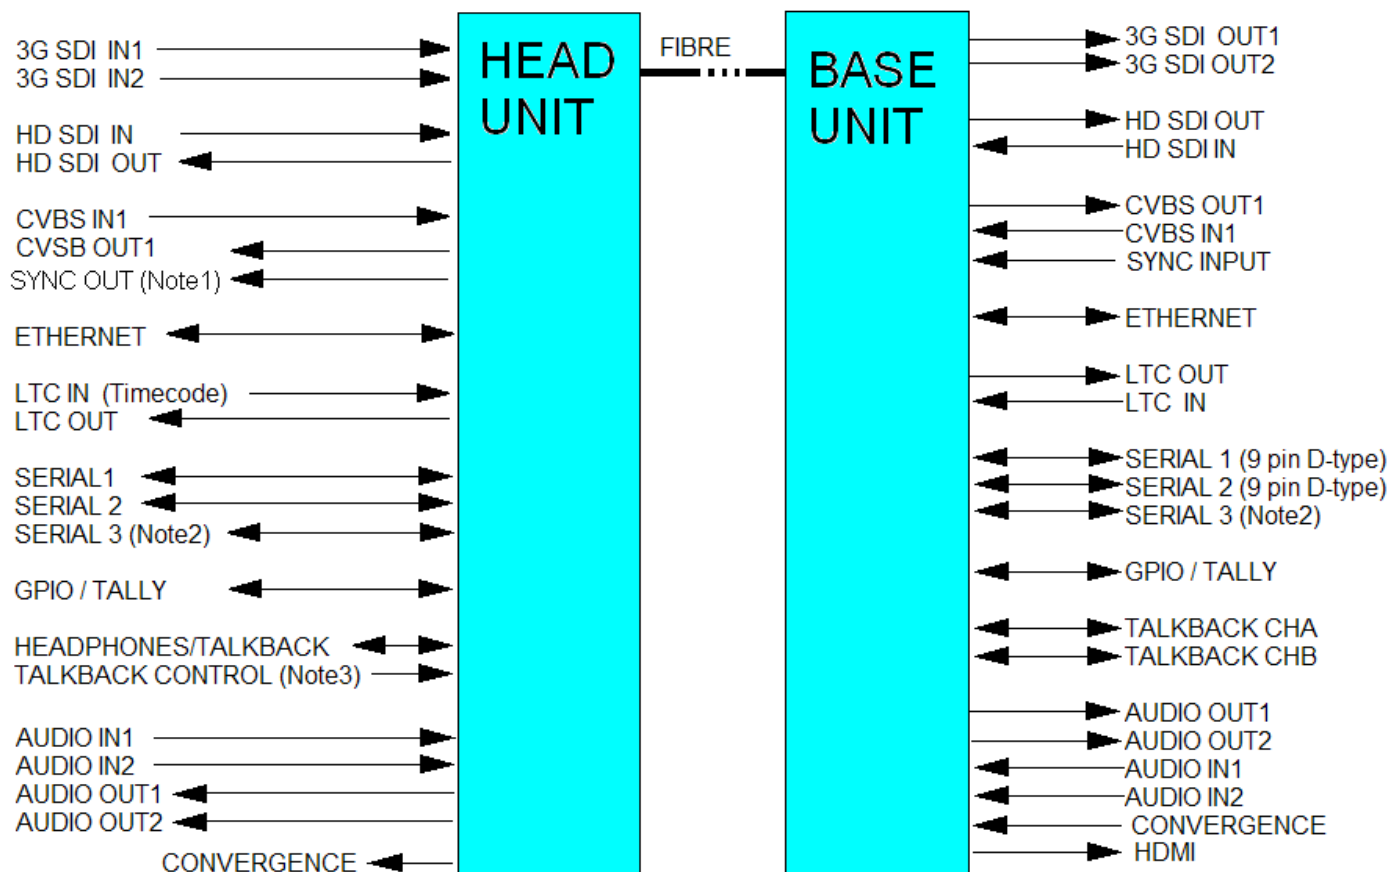 3G SDI IN1
3G SDI IN2
HD SDI IN
HD SDI OUT
CVBS IN1
CVSB OUT1
SYNC OUT (Note1)
ETHERNET
LTC IN (Timecode)
LTC OUT
SERIAL1
SERIAL 2
SERIAL 3 (Note2)
GPIO / TALLY
HEADPHONES/TALKBACK
TALKBACK CONTROL (Note3)
AUDIO IN1
AUDIO IN2
AUDIO OUT1
AUDIO OUT2
CONVERGENCE
HEAD
UNIT
FIBRE
BASE
UNIT
3G SDI OUT1
3G SDI OUT2
HD SDI OUT
HD SDI IN
CVBS OUT1
CVBS IN1
SYNC INPUT
ETHERNET
LTC OUT
LTC IN
SERIAL 1 (9 pin D-type)
SERIAL 2 (9 pin D-type)
SERIAL 3 (Note2)
GPIO / TALLY
TALKBACK CHA
TALKBACK CHB
AUDIO OUT1
AUDIO OUT2
AUDIO IN1
AUDIO IN2
CONVERGENCE
HDMI